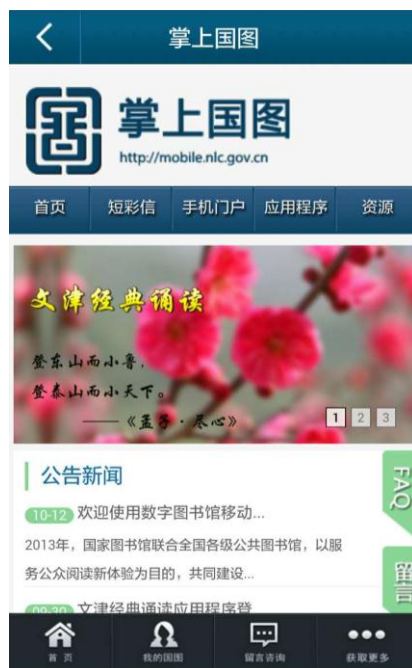 掌上国图
掌上国图
http://mobile.nlc.gov.cn
首页 短彩信 手机门户 应用程序 资源
文津经典诵读
登东山而小鲁,
登泰山而小天下。
——《孟子·尽心》
1 2 3
公告新闻
FAQ
10-12 欢迎使用数字图书馆移动...
2013年，国家图书馆联合全国各级公共图书馆，以服
务公众阅读新体验为目的，共同建设...
留言
09-30 文津经典诵读应用程序登
首页 我的国图 留言咨询 获取更多